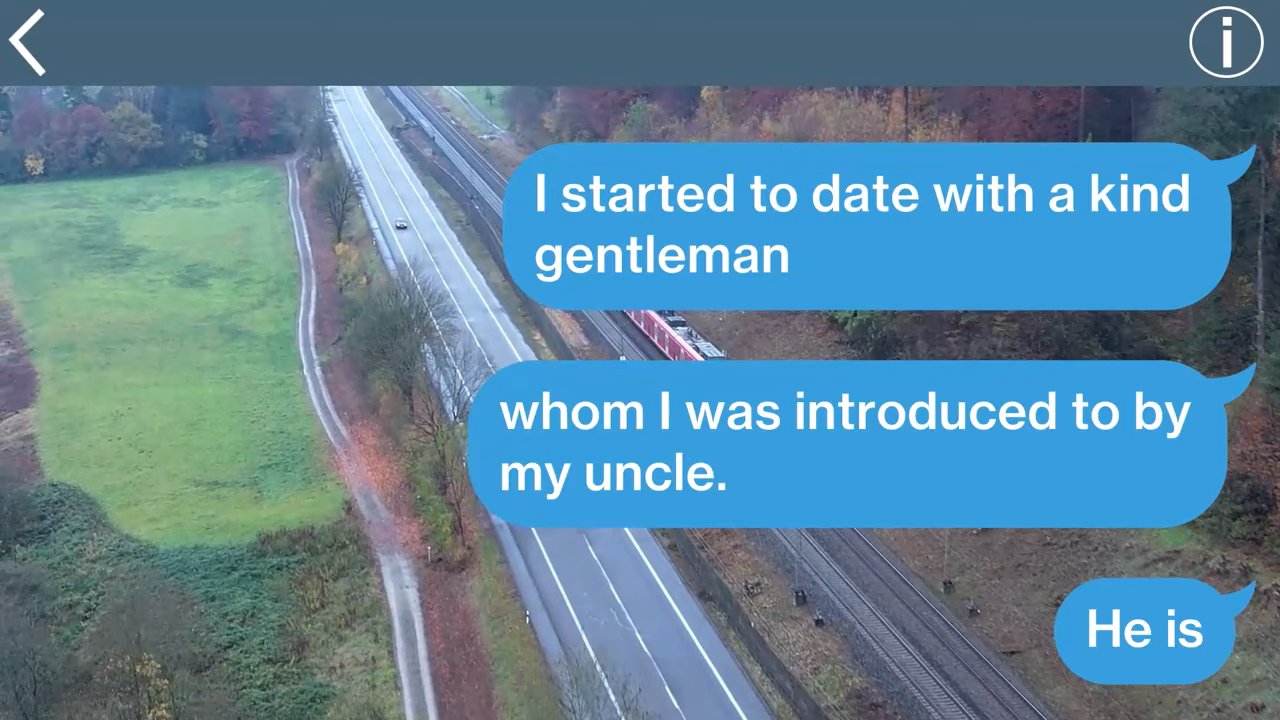 I started to date with a kind
gentleman
whom I was introduced to by
my uncle.
He is